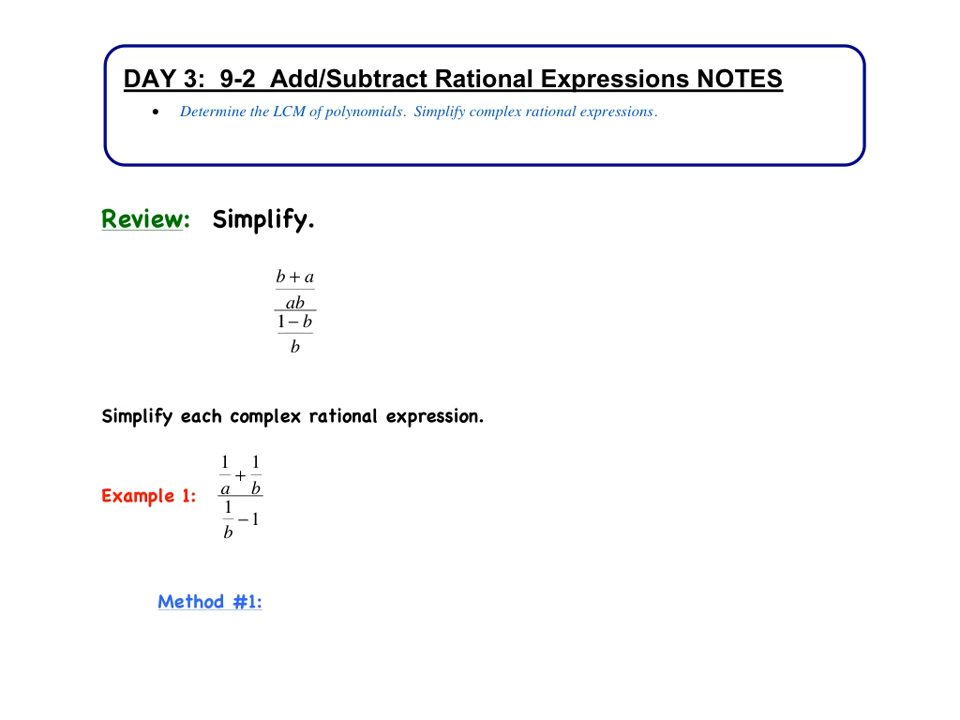 DAY 3:  9-2  Add/Subtract Rational Expressions NOTES
• Determine the LCM of polynomials.  Simplify complex rational expressions.
Review:  Simplify.
b + a
ab
1 − b
b
Simplify each complex rational expression.
Example 1:
1 1
+
a b
1
− 1
b
Method #1: